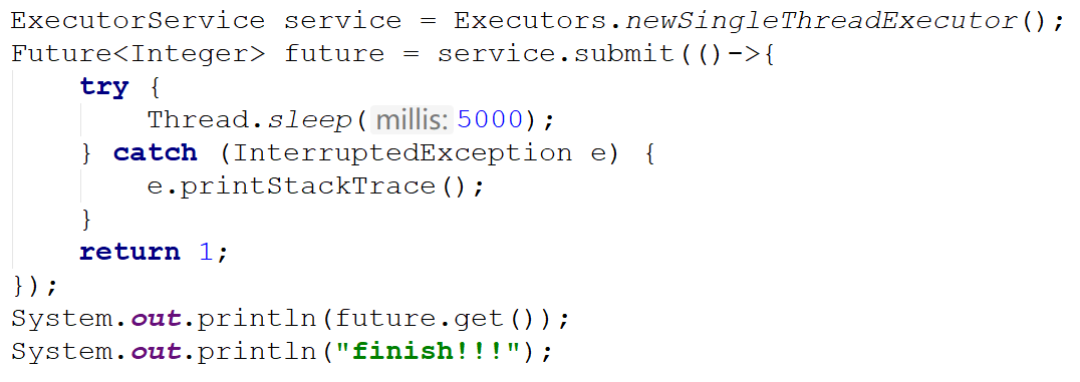 ExecutorService service = Executors.newSingleThreadExecutor();
Future<Integer> future = service.submit(()->{
    try {
        Thread.sleep( millis: 5000);
    } catch (InterruptedException e) {
        e.printStackTrace();
    }
    return 1;
});
System.out.println(future.get());
System.out.println("finish!!!");